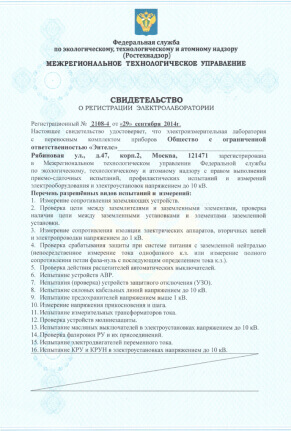 Федеральная служба
по экологическому, технологическому и атомному надзору
(Ростехнадзор)
МЕЖРЕГИОНАЛЬНОЕ ТЕХНОЛОГИЧЕСКОЕ УПРАВЛЕНИЕ
СВИДЕТЕЛЬСТВО
О РЕГИСТРАЦИИ ЭЛЕКТРОЛАБОРАТОРИИ
Регистрационный № 2108-4 от «29» сентября 2014г.
Настоящее свидетельство удостоверяет, что электроизмерительная лаборатория
с переносным комплектом приборов Общество с ограниченной
ответственностью «Энтелс»
Рябиновая ул., д.47, корп.2, Москва, 121471 зарегистрирована
в Межрегиональном технологическом управлении Федеральной службы
по экологическому, технологическому и атомному надзору с правом выполнения
приемо-сдаточных испытаний, профилактических испытаний и измерений
электрооборудования и электроустановок напряжением до 10 кВ.
Перечень разрешённых видов испытаний и измерений:
1. Измерение сопротивления заземляющих устройств.
2. Проверка цепи между заземлителями и заземленными элементами, проверка
наличия цепи между заземленными установками и элементами заземленной
установки.
3. Измерение сопротивления изоляции электрических аппаратов, вторичных цепей
и электропроводки напряжением до 1 кВ.
4. Проверка срабатывания защиты при системе питания с заземленной нейтралью
(непосредственное измерение тока однофазного к.з. или измерение полного
сопротивления петли фаза-нуль с последующим определением тока к.з.).
5. Проверка действия расцепителей автоматических выключателей.
6. Испытание устройств АВР.
7. Испытание (проверка) устройств защитного отключения (УЗО).
8. Испытание силовых кабельных линий напряжением до 10 кВ.
9. Испытание предохранителей напряжением выше 1 кВ.
10. Измерение напряжения прикосновения и шага.
11. Испытание измерительных трансформаторов тока.
12. Проверка устройств молниезащиты.
13. Испытание масляных выключателей в электроустановках напряжением до 10 кВ.
14. Проверка фазировки РУ и их присоединений.
15. Испытание электродвигателей переменного тока.
16. Испытание КРУ и КРУН в электроустановках напряжением до 10 кВ.